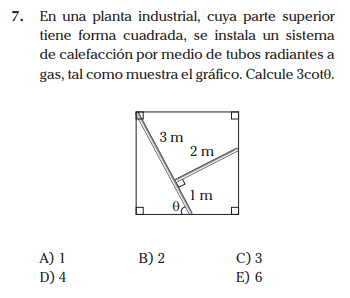 7. En una planta industrial, cuya parte superior
tiene forma cuadrada, se instala un sistema
de calefacción por medio de tubos radiantes a
gas, tal como muestra el gráfico. Calcule 3cotθ.
3 m
2 m
1 m
θ
A) 1 B) 2 C) 3
D) 4 E) 6